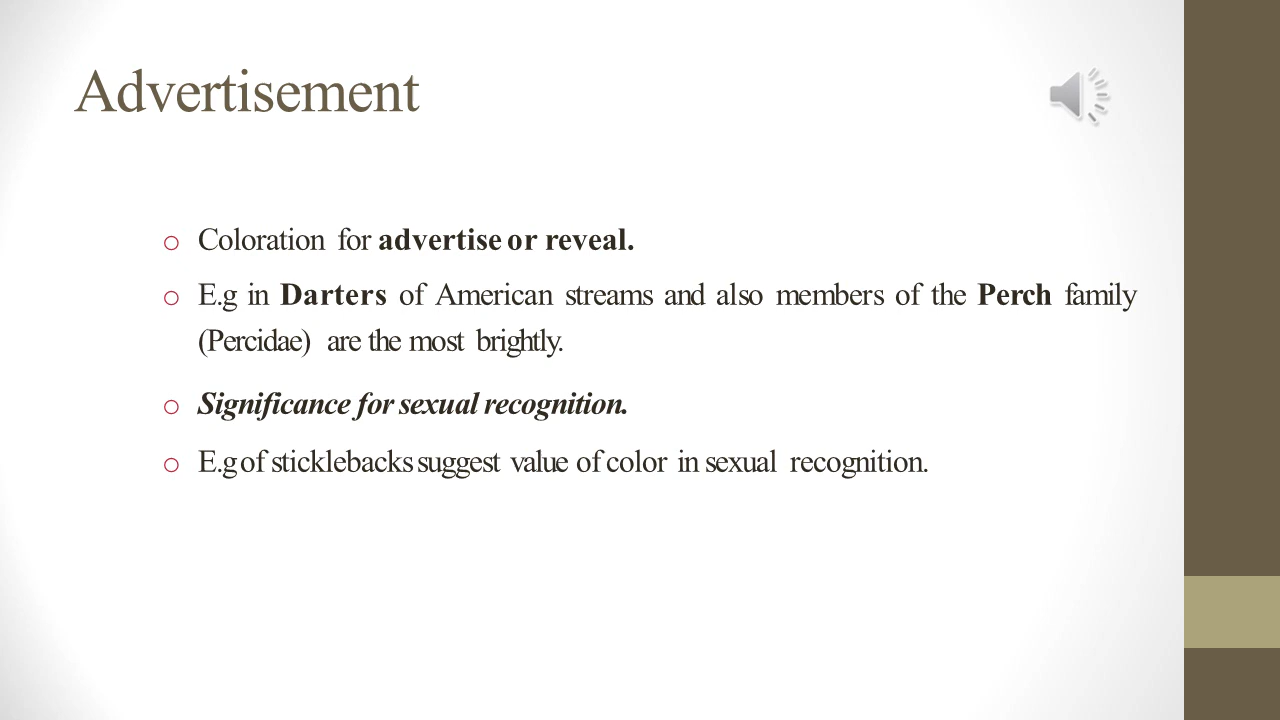 Advertisement
o Coloration for advertise or reveal.
o E.g in Darters of American streams and also members of the Perch family
(Percidae) are the most brightly.
o Significance for sexual recognition.
o E.g of sticklebacks suggest value of color in sexual recognition.